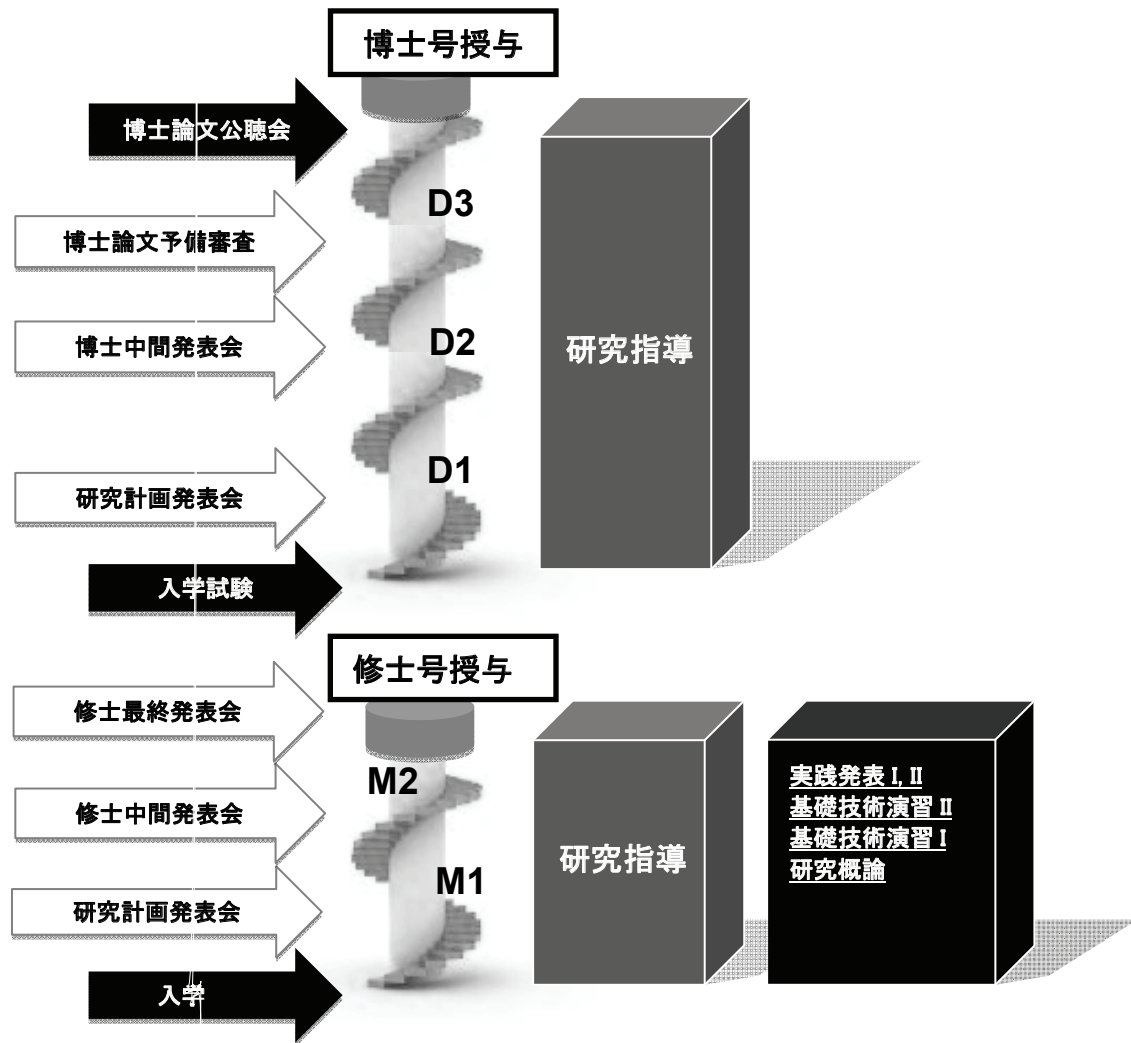 博士号授与
博士論文公聴会
D3
博士論文予備審査
博士中間発表会
D2
研究指導
D1
研究計画発表会
入学試験
修士号授与
修士最終発表会
M2
修士中間発表会
M1
研究計画発表会
入学
研究指導
実践発表 I, II
基礎技術演習 II
基礎技術演習 I
研究概論